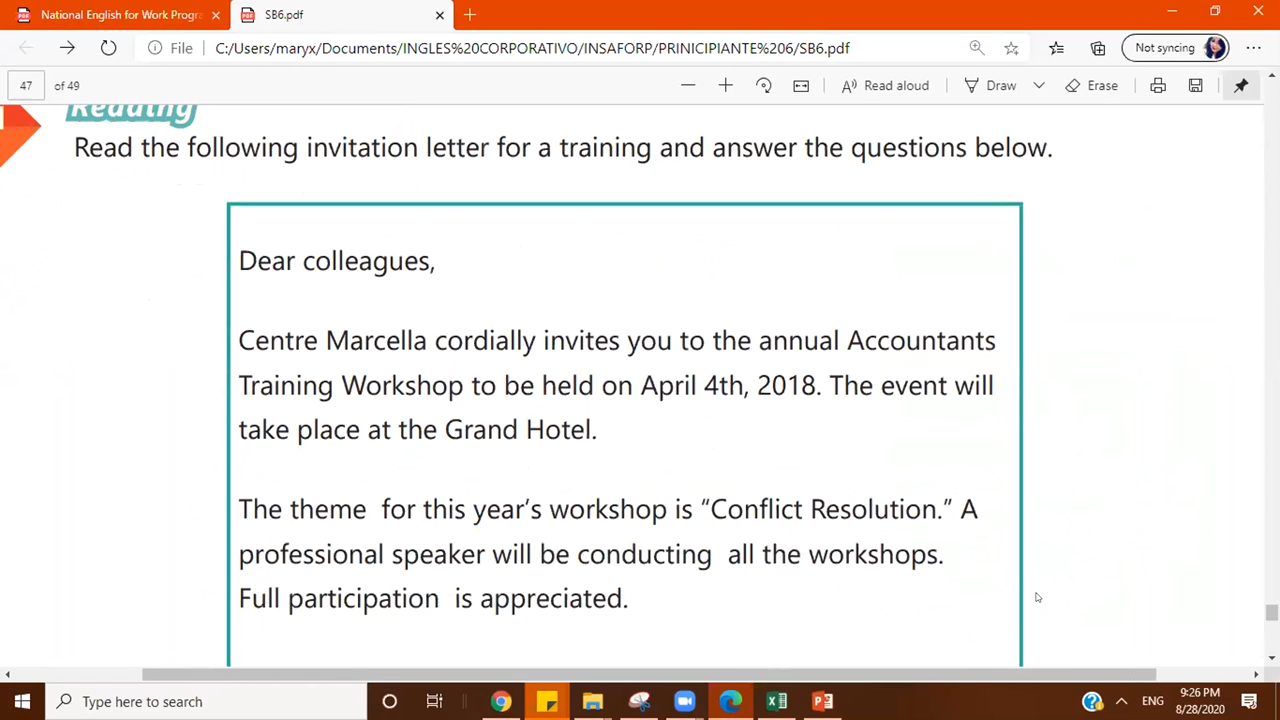 National English for Work Progra
SB6.pdf
File
C:/Users/maryx/Documents/INGLES%20CORPORATIVO/INSAFORP/PRINICIPIANTE%206/SB6.pdf
Not syncing
47 of 49
Read aloud
Draw
Erase
Reading
Read the following invitation letter for a training and answer the questions below.
Dear colleagues,
Centre Marcella cordially invites you to the annual Accountants
Training Workshop to be held on April 4th, 2018. The event will
take place at the Grand Hotel.
The theme for this year's workshop is “Conflict Resolution.” A
professional speaker will be conducting all the workshops.
Full participation is appreciated.
Type here to search
ENG
9:26 PM
8/28/2020